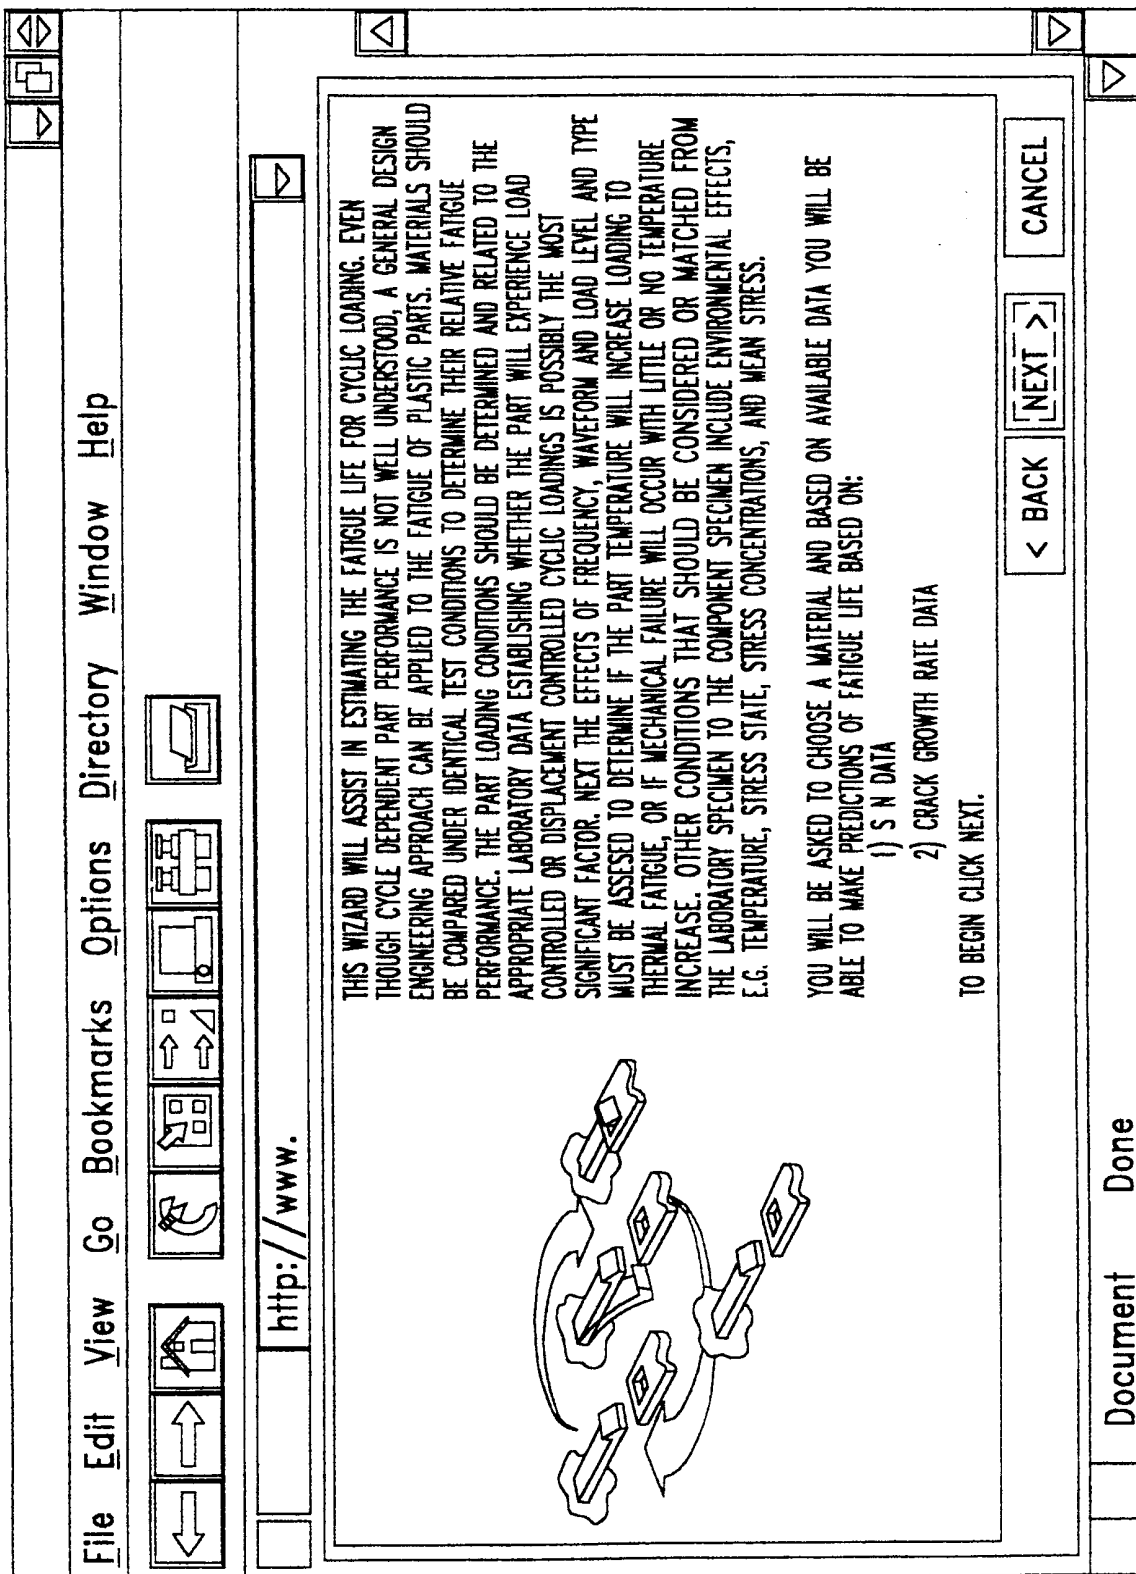 File Edit View Go Bookmarks Options Directory Window Help
http://www.
THIS WIZARD WILL ASSIST IN ESTIMATING THE FATIGUE LIFE FOR CYCLIC LOADING. EVEN
THOUGH CYCLE DEPENDENT PART PERFORMANCE IS NOT WELL UNDERSTOOD, A GENERAL DESIGN
ENGINEERING APPROACH CAN BE APPLIED TO THE FATIGUE OF PLASTIC PARTS. MATERIALS SHOULD
BE COMPARED UNDER IDENTICAL TEST CONDITIONS TO DETERMINE THEIR RELATIVE FATIGUE
PERFORMANCE. THE PART LOADING CONDITIONS SHOULD BE DETERMINED AND RELATED TO THE
APPROPRIATE LABORATORY DATA ESTABLISHING WHETHER THE PART WILL EXPERIENCE LOAD
CONTROLLED OR DISPLACEMENT CONTROLLED CYCLIC LOADINGS IS POSSIBLY THE MOST
SIGNIFICANT FACTOR. NEXT THE EFFECTS OF FREQUENCY, WAVEFORM AND LOAD LEVEL AND TYPE
MUST BE ASSESED TO DETERMINE IF THE PART TEMPERATURE WILL INCREASE LOADING TO
THERMAL FATIGUE, OR IF MECHANICAL FAILURE WILL OCCUR WITH LITTLE OR NO TEMPERATURE
INCREASE. OTHER CONDITIONS THAT SHOULD BE CONSIDERED OR MATCHED FROM
THE LABORATORY SPECIMEN TO THE COMPONENT SPECIMEN INCLUDE ENVIRONMENTAL EFFECTS,
E.G. TEMPERATURE, STRESS STATE, STRESS CONCENTRATIONS, AND MEAN STRESS.
YOU WILL BE ASKED TO CHOOSE A MATERIAL AND BASED ON AVAILABLE DATA YOU WILL BE
ABLE TO MAKE PREDICTIONS OF FATIGUE LIFE BASED ON:
1) S N DATA
2) CRACK GROWTH RATE DATA
TO BEGIN CLICK NEXT.
< BACK NEXT > CANCEL
Document Done